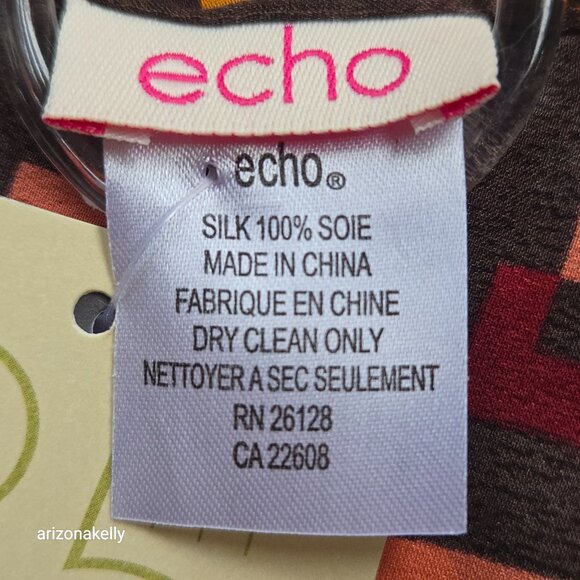 echo
echo®
SILK 100% SOIE
MADE IN CHINA
FABRIQUE EN CHINE
DRY CLEAN ONLY
NETTOYER A SEC SEULEMENT
RN 26128
CA 22608
arizonakelly